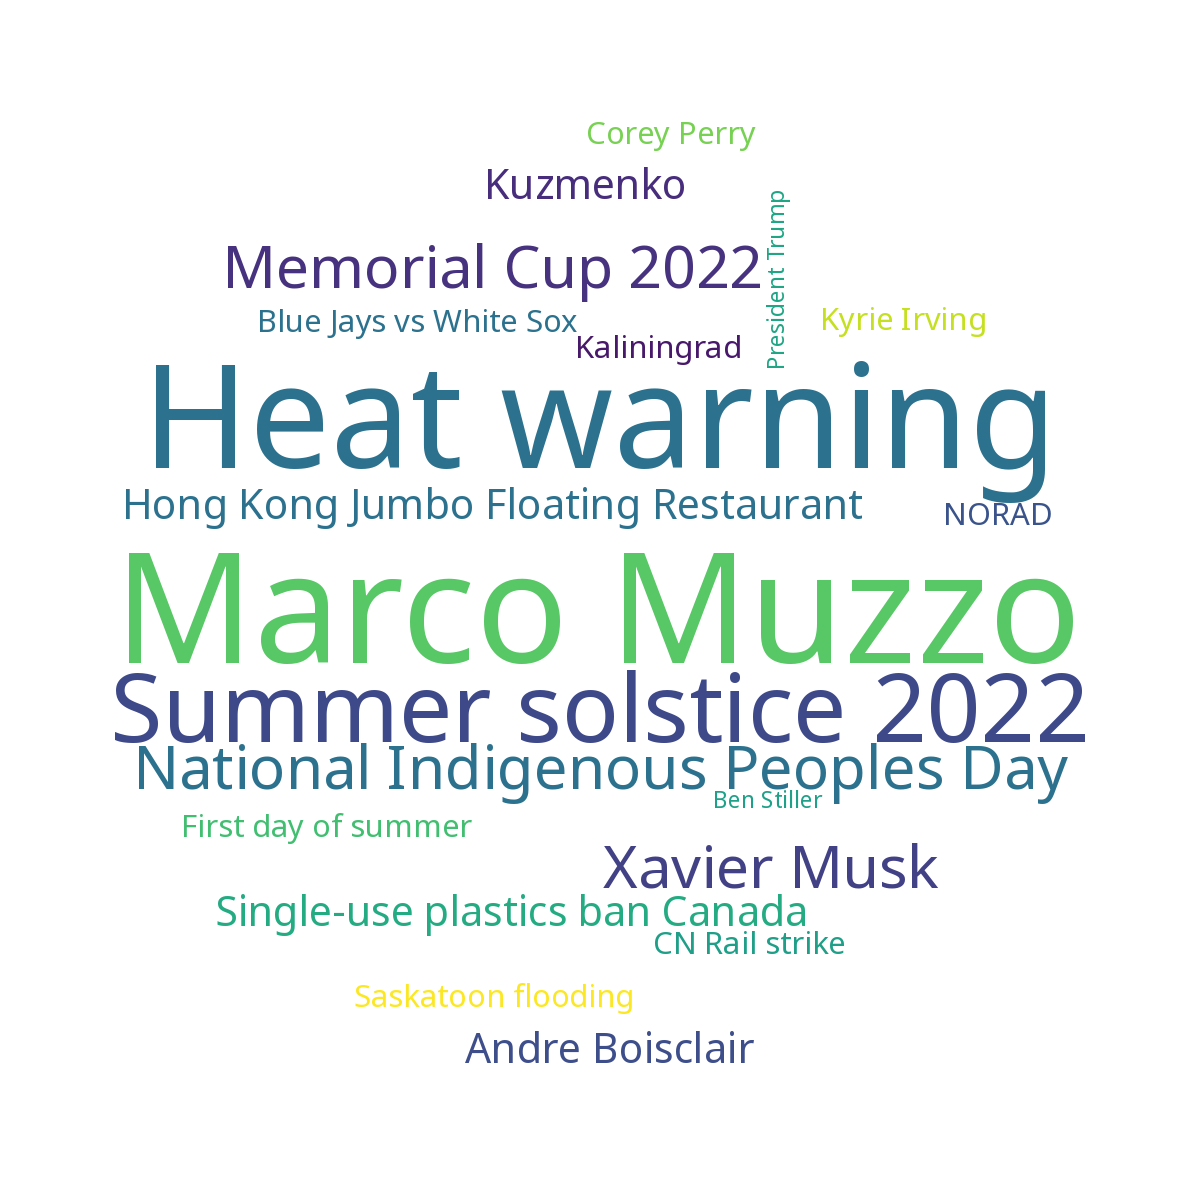 Corey Perry
Kuzmenko
President Trump
Memorial Cup 2022
Blue Jays vs White Sox
Kyrie Irving
Kaliningrad
Heat warning
Hong Kong Jumbo Floating Restaurant
NORAD
Marco Muzzo
Summer solstice 2022
National Indigenous Peoples Day
Ben Stiller
First day of summer
Xavier Musk
Single-use plastics ban Canada
CN Rail strike
Saskatoon flooding
Andre Boisclair